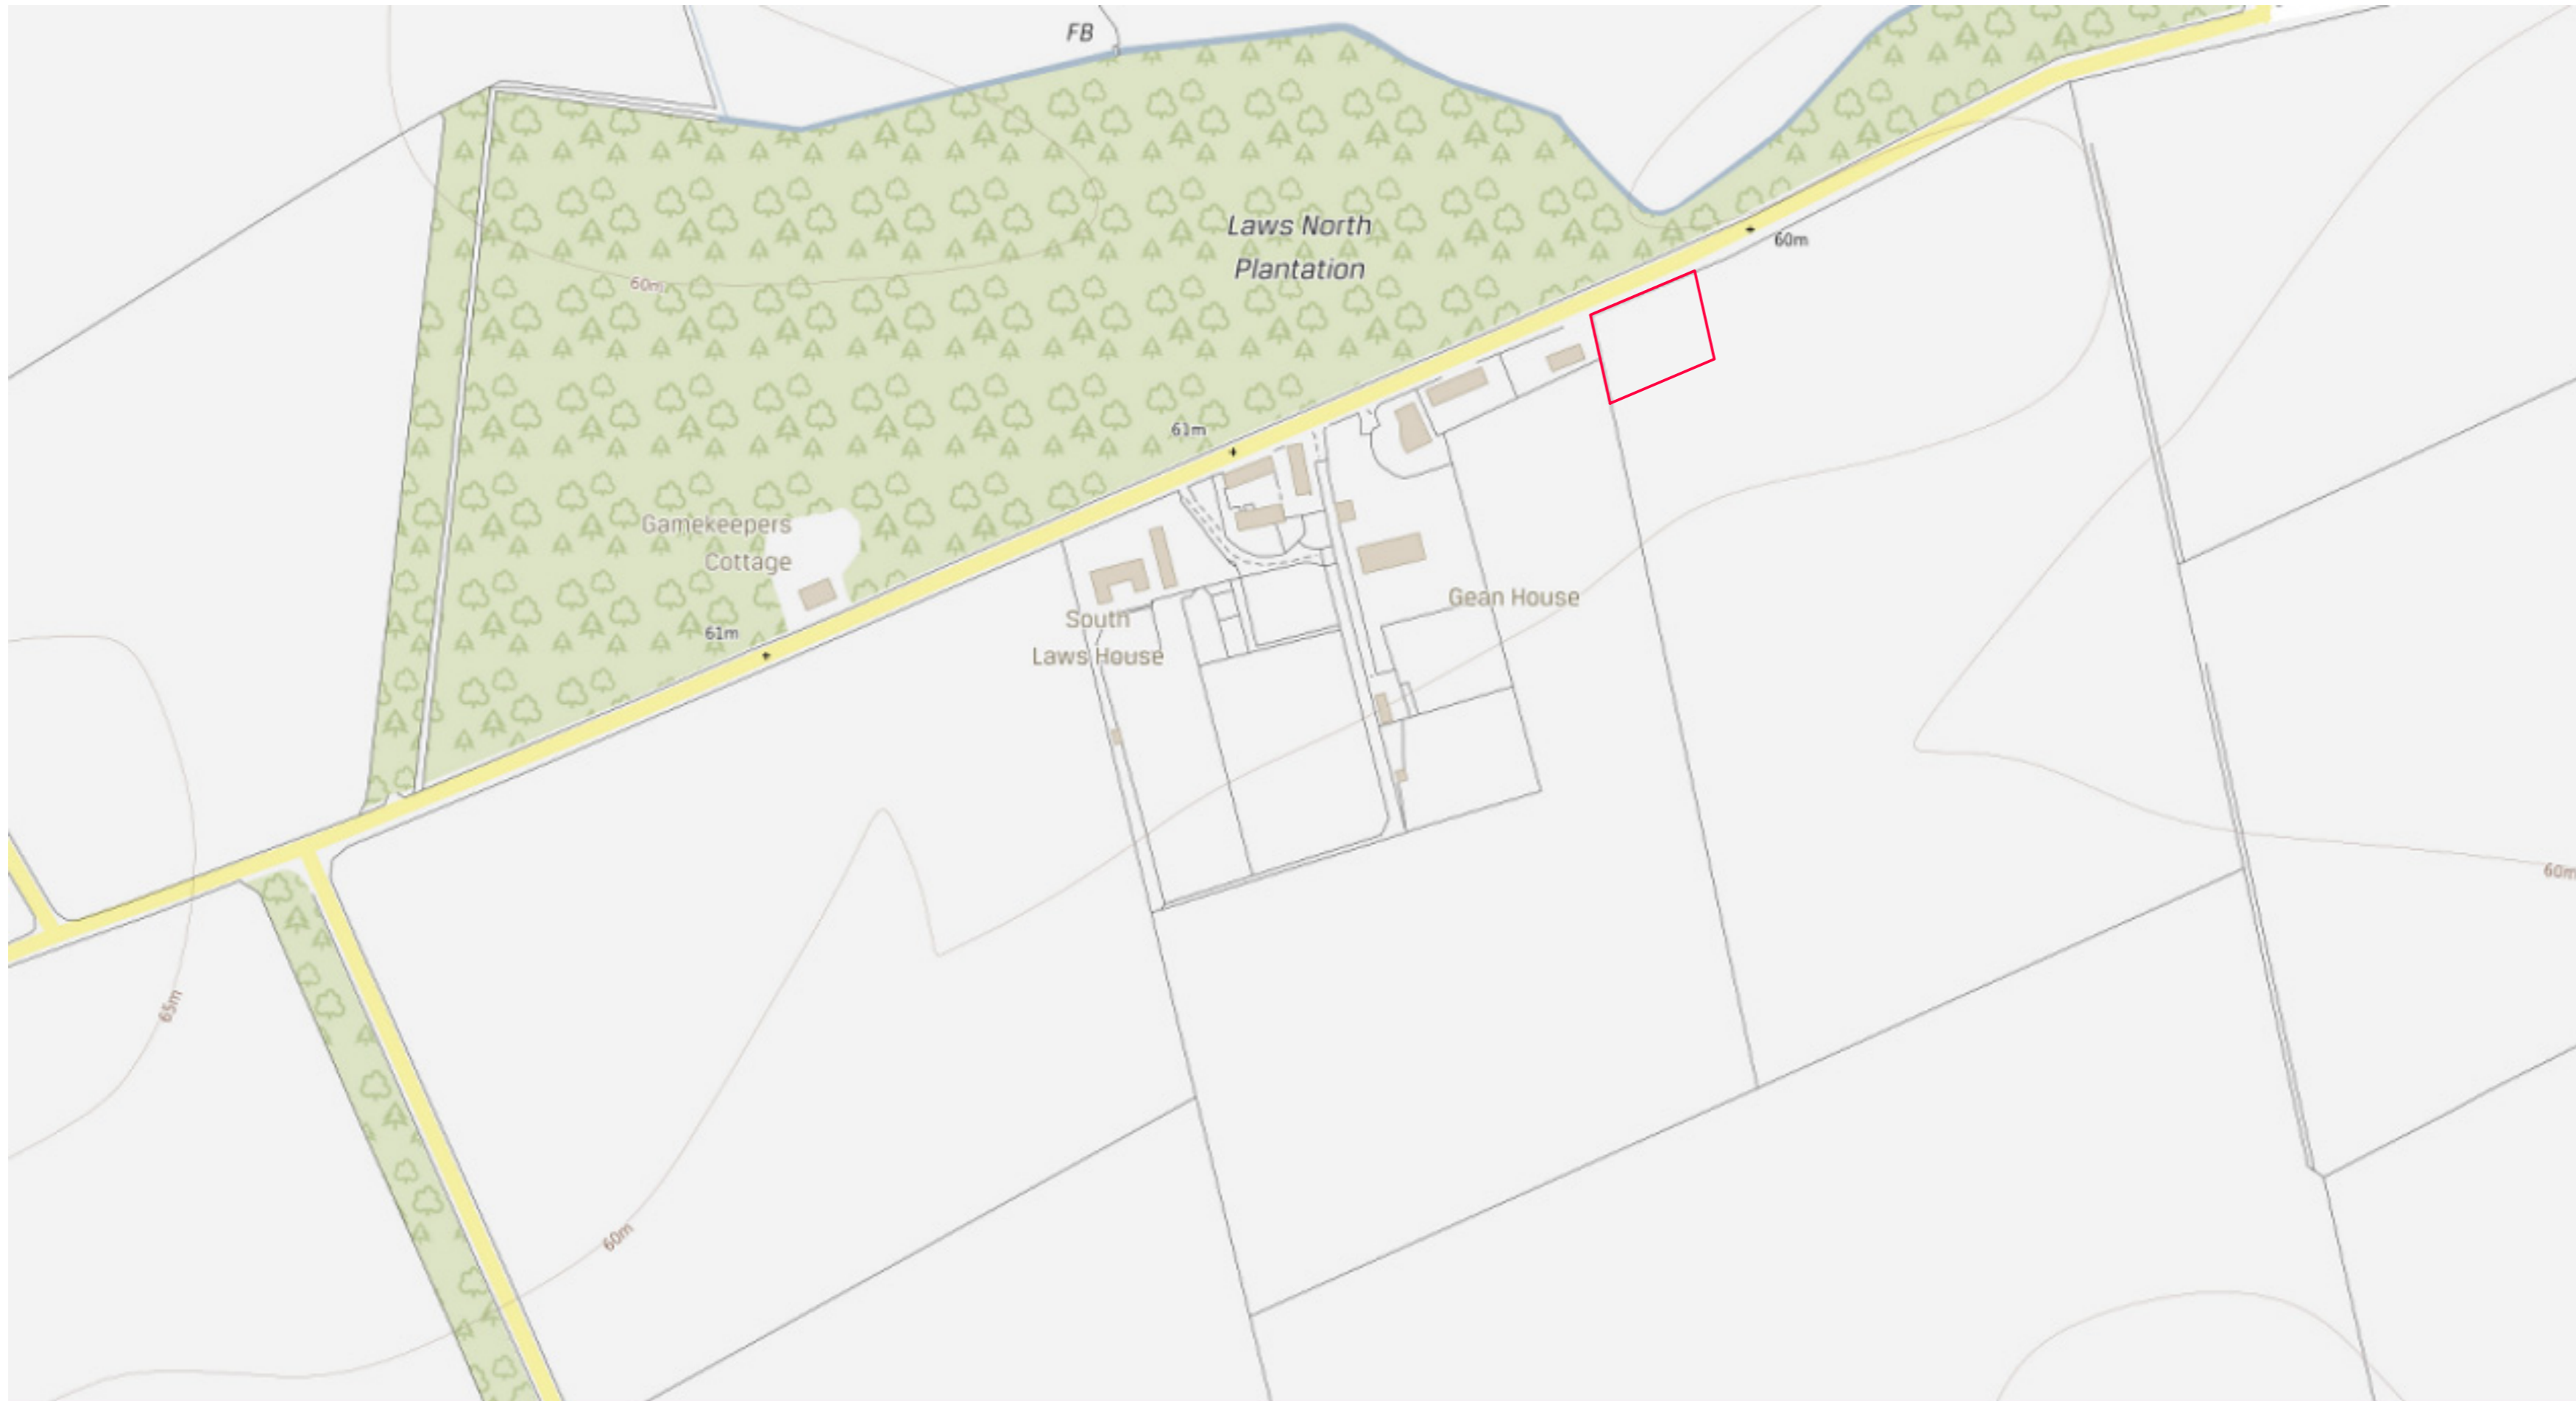 FB
Laws North
Plantation
60m
60m
61m
Gamekeepers
Cottage
61m
South
Laws House
Gean House
60m
65m
60m